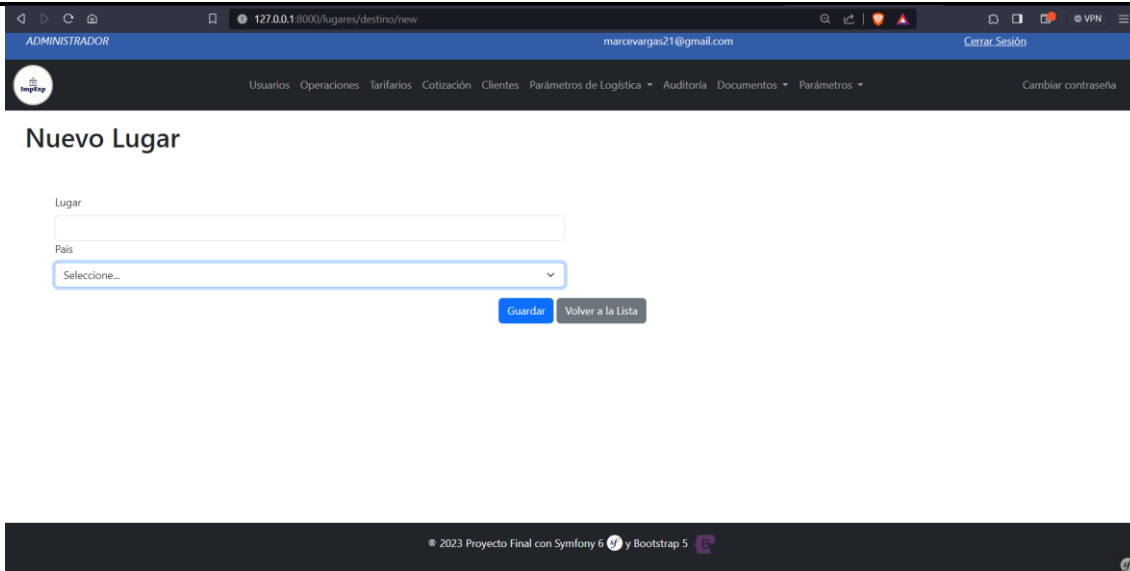 127.0.0.1:8000/lugares/destino/new
VPN
ADMINISTRADOR marcevargas21@gmail.com Cerrar Sesión
ImpExp
Usuarios Operaciones Tarifarios Cotización Clientes Parámetros de Logística Auditoría Documentos Parámetros Cambiar contraseña
Nuevo Lugar
Lugar
Pais
Seleccione...
Guardar Volver a la Lista
© 2023 Proyecto Final con Symfony 6 sf y Bootstrap 5 B